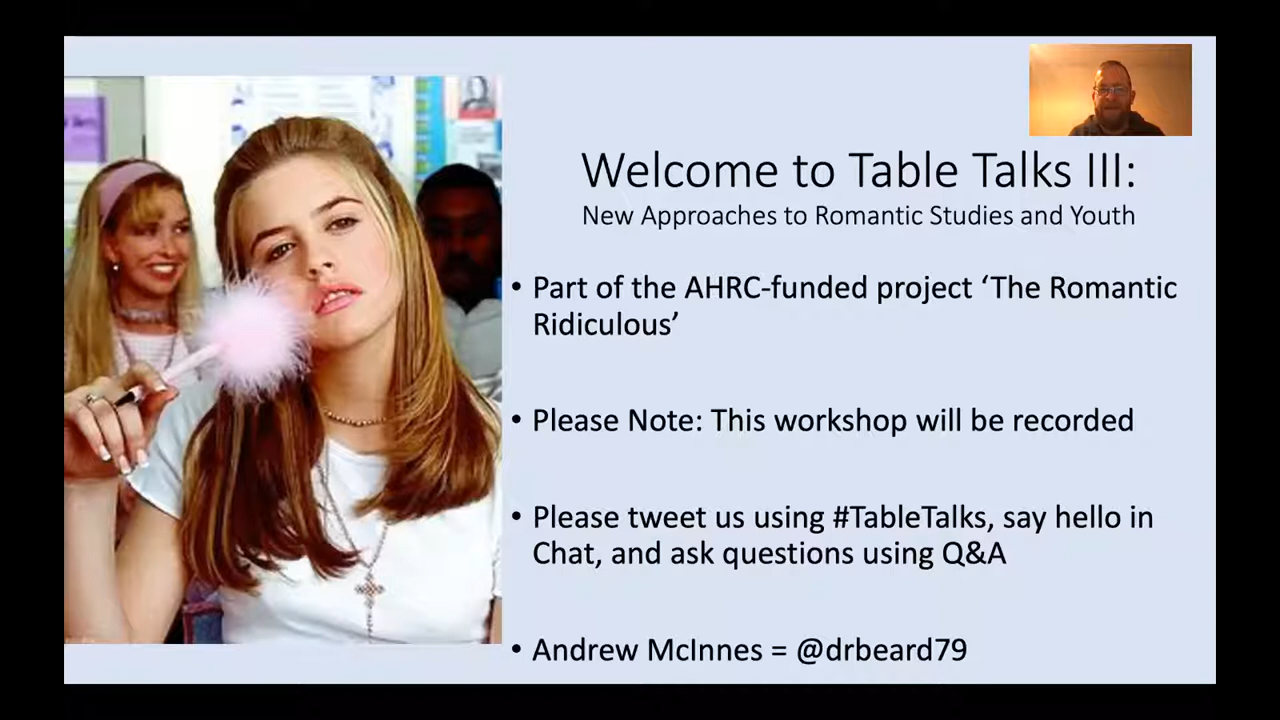 Welcome to Table Talks III:
New Approaches to Romantic Studies and Youth
• Part of the AHRC-funded project ‘The Romantic
Ridiculous’
• Please Note: This workshop will be recorded
• Please tweet us using #TableTalks, say hello in
Chat, and ask questions using Q&A
• Andrew McInnes = @drbeard79